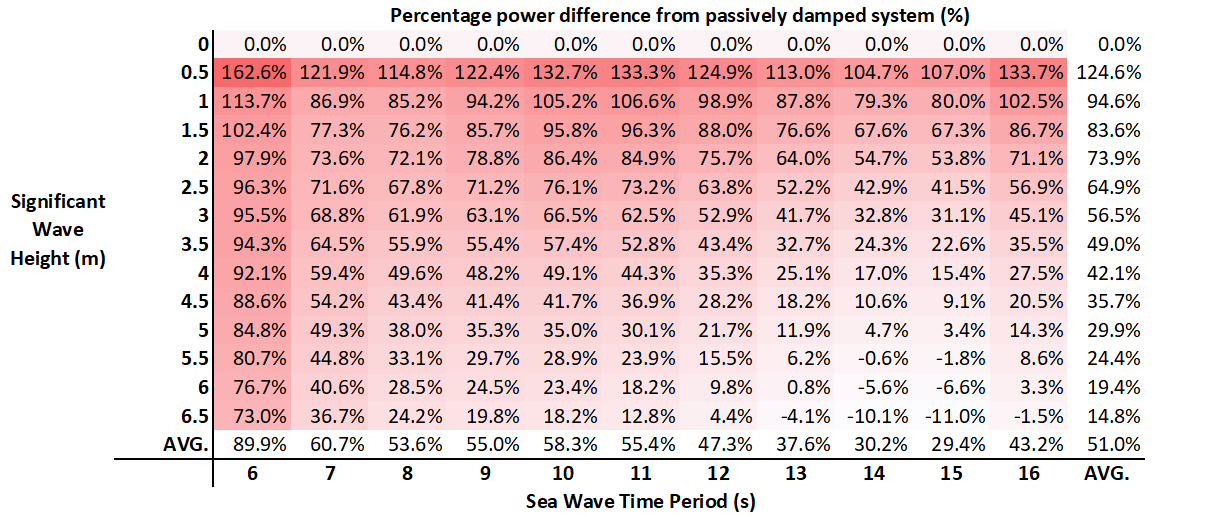 Percentage power difference from passively damped system (%)
0 0.0% 0.0% 0.0% 0.0% 0.0% 0.0% 0.0% 0.0% 0.0% 0.0% 0.0% 0.0%
0.5 162.6% 121.9% 114.8% 122.4% 132.7% 133.3% 124.9% 113.0% 104.7% 107.0% 133.7% 124.6%
1 113.7% 86.9% 85.2% 94.2% 105.2% 106.6% 98.9% 87.8% 79.3% 80.0% 102.5% 94.6%
1.5 102.4% 77.3% 76.2% 85.7% 95.8% 96.3% 88.0% 76.6% 67.6% 67.3% 86.7% 83.6%
2 97.9% 73.6% 72.1% 78.8% 86.4% 84.9% 75.7% 64.0% 54.7% 53.8% 71.1% 73.9%
2.5 96.3% 71.6% 67.8% 71.2% 76.1% 73.2% 63.8% 52.2% 42.9% 41.5% 56.9% 64.9%
Significant
3 95.5% 68.8% 61.9% 63.1% 66.5% 62.5% 52.9% 41.7% 32.8% 31.1% 45.1% 56.5%
Wave
3.5 94.3% 64.5% 55.9% 55.4% 57.4% 52.8% 43.4% 32.7% 24.3% 22.6% 35.5% 49.0%
Height (m)
4 92.1% 59.4% 49.6% 48.2% 49.1% 44.3% 35.3% 25.1% 17.0% 15.4% 27.5% 42.1%
4.5 88.6% 54.2% 43.4% 41.4% 41.7% 36.9% 28.2% 18.2% 10.6% 9.1% 20.5% 35.7%
5 84.8% 49.3% 38.0% 35.3% 35.0% 30.1% 21.7% 11.9% 4.7% 3.4% 14.3% 29.9%
5.5 80.7% 44.8% 33.1% 29.7% 28.9% 23.9% 15.5% 6.2% -0.6% -1.8% 8.6% 24.4%
6 76.7% 40.6% 28.5% 24.5% 23.4% 18.2% 9.8% 0.8% -5.6% -6.6% 3.3% 19.4%
6.5 73.0% 36.7% 24.2% 19.8% 18.2% 12.8% 4.4% -4.1% -10.1% -11.0% -1.5% 14.8%
AVG. 89.9% 60.7% 53.6% 55.0% 58.3% 55.4% 47.3% 37.6% 30.2% 29.4% 43.2% 51.0%
6 7 8 9 10 11 12 13 14 15 16 AVG.
Sea Wave Time Period (s)